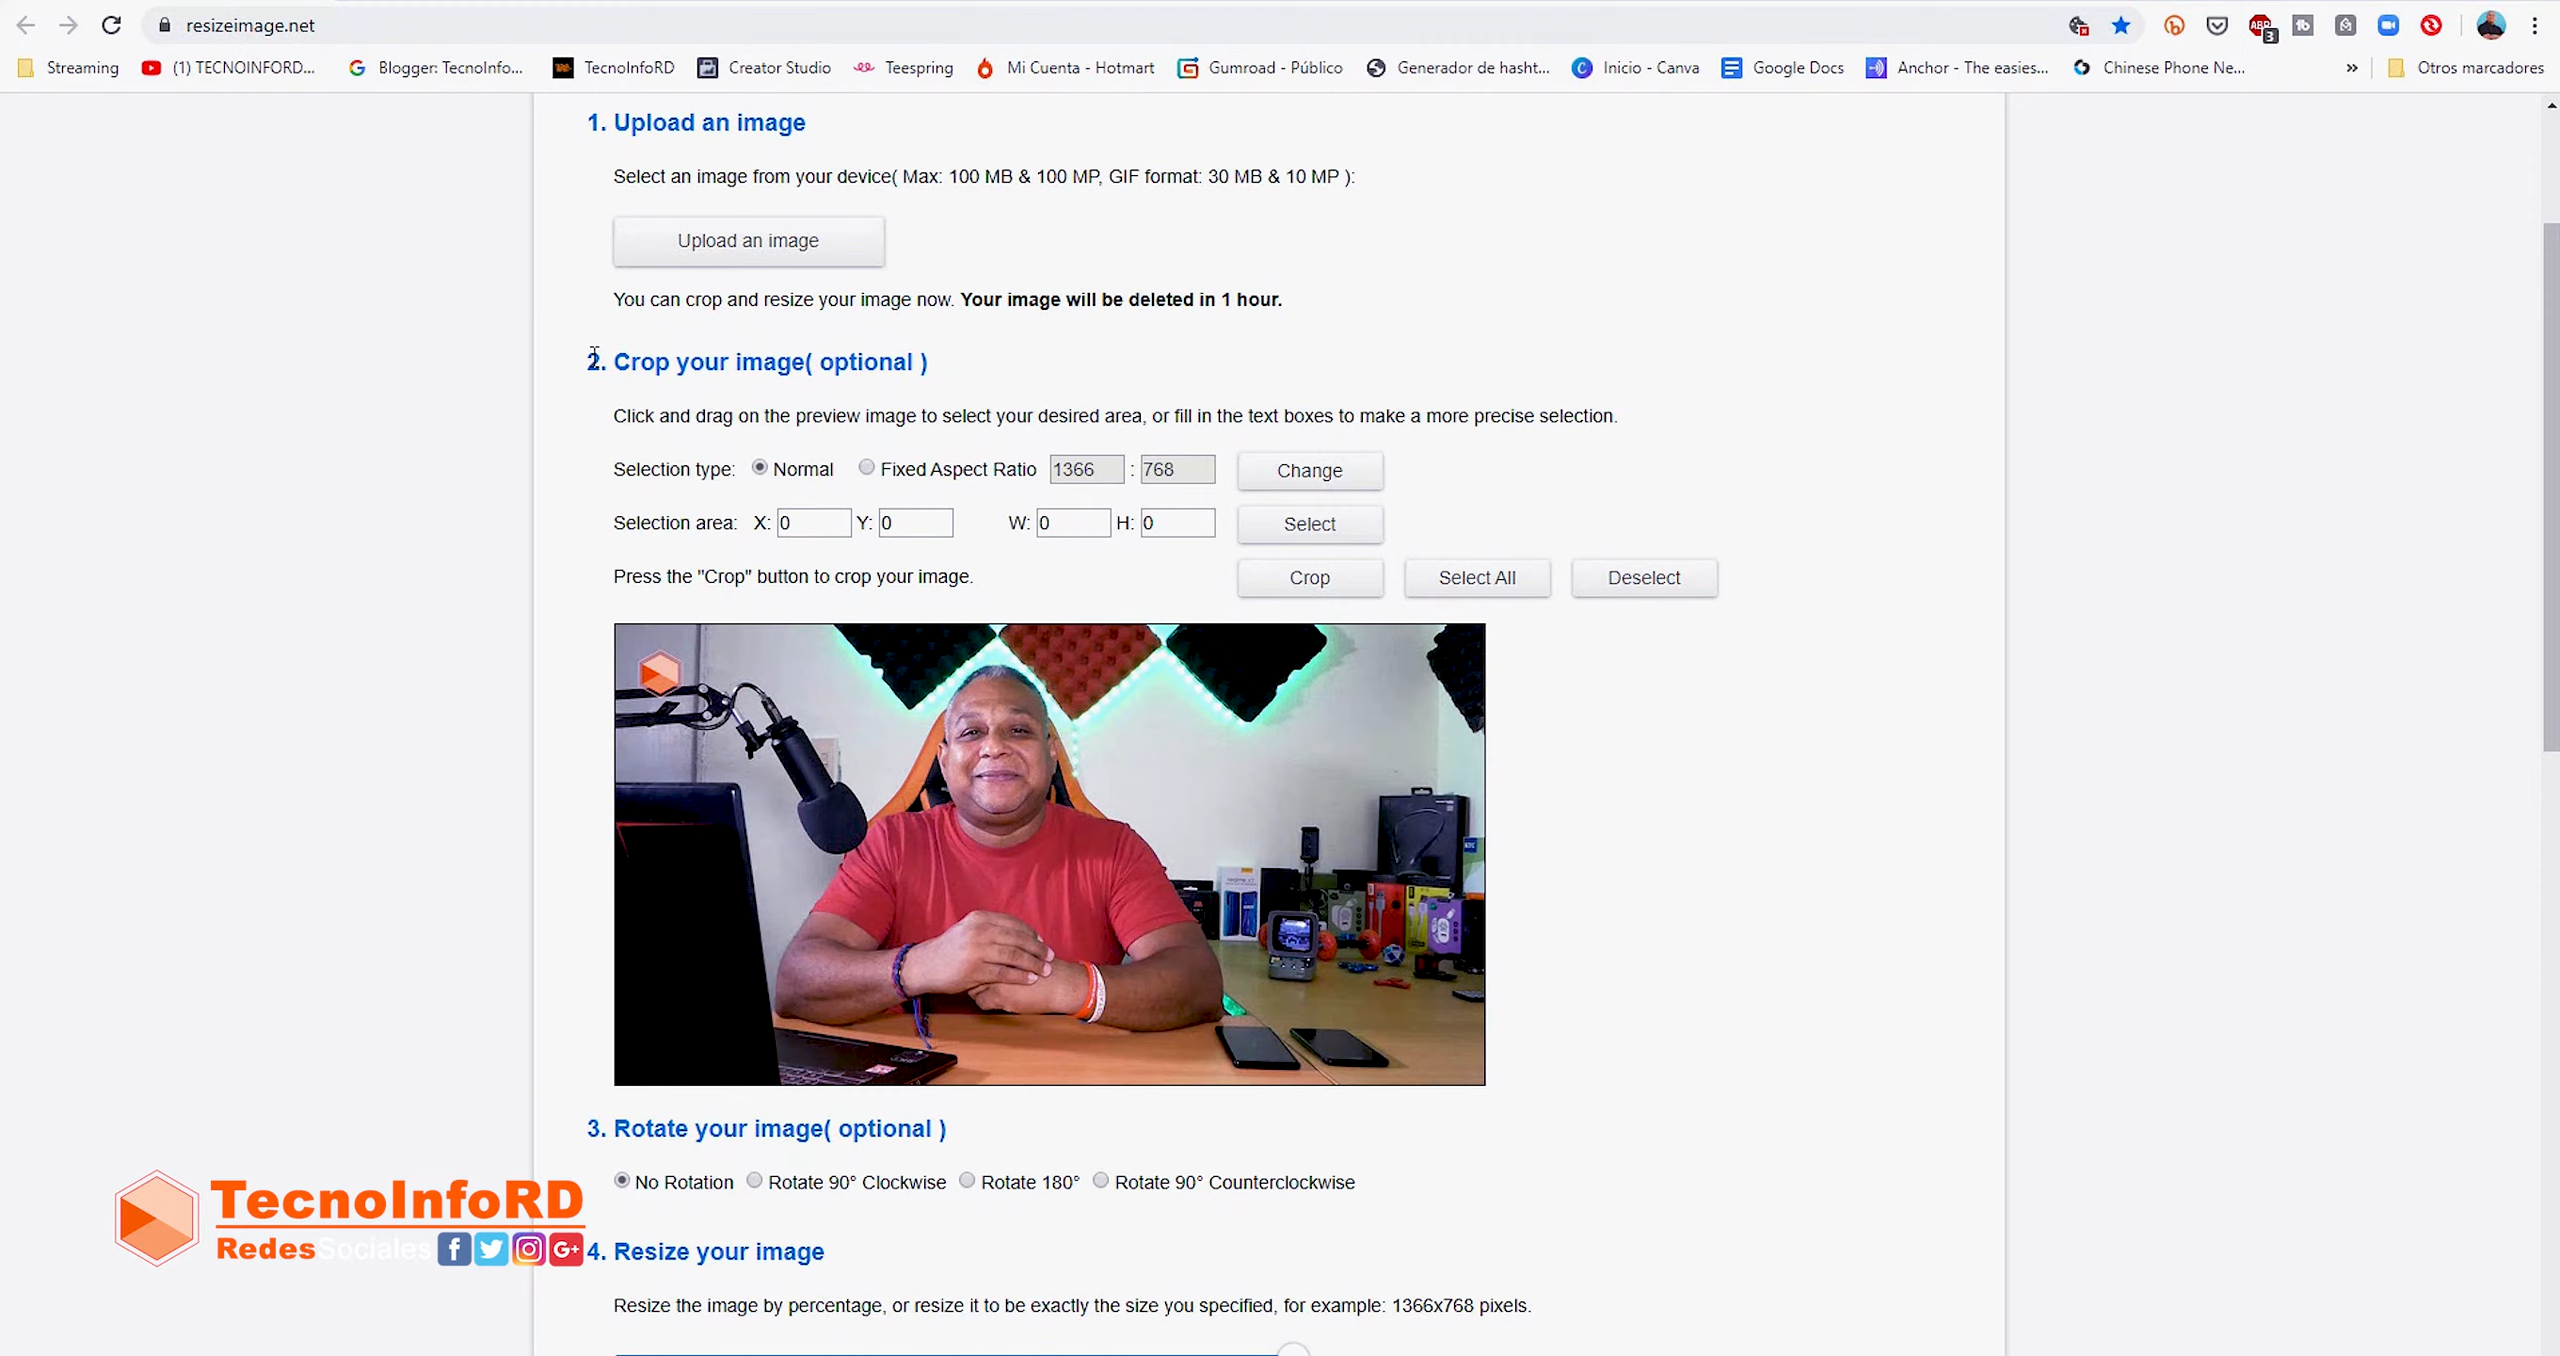 resizeimage.net
Streaming (1) TECNOINFORD... Blogger: TecnoInfo... TecnoInfoRD Creator Studio Teespring Mi Cuenta - Hotmart Gumroad - Público Generador de hasht... Inicio - Canva Google Docs Anchor - The easies... Chinese Phone Ne... » Otros marcadores
1. Upload an image
Select an image from your device( Max: 100 MB & 100 MP, GIF format: 30 MB & 10 MP ):
Upload an image
You can crop and resize your image now. Your image will be deleted in 1 hour.
2. Crop your image( optional )
Click and drag on the preview image to select your desired area, or fill in the text boxes to make a more precise selection.
Selection type: Normal Fixed Aspect Ratio 1366 : 768 Change
Selection area: X: 0 Y: 0 W: 0 H: 0 Select
Press the "Crop" button to crop your image. Crop Select All Deselect
3. Rotate your image( optional )
No Rotation Rotate 90° Clockwise Rotate 180° Rotate 90° Counterclockwise
TecnoInfoRD
RedesSociales
4. Resize your image
Resize the image by percentage, or resize it to be exactly the size you specified, for example: 1366x768 pixels.